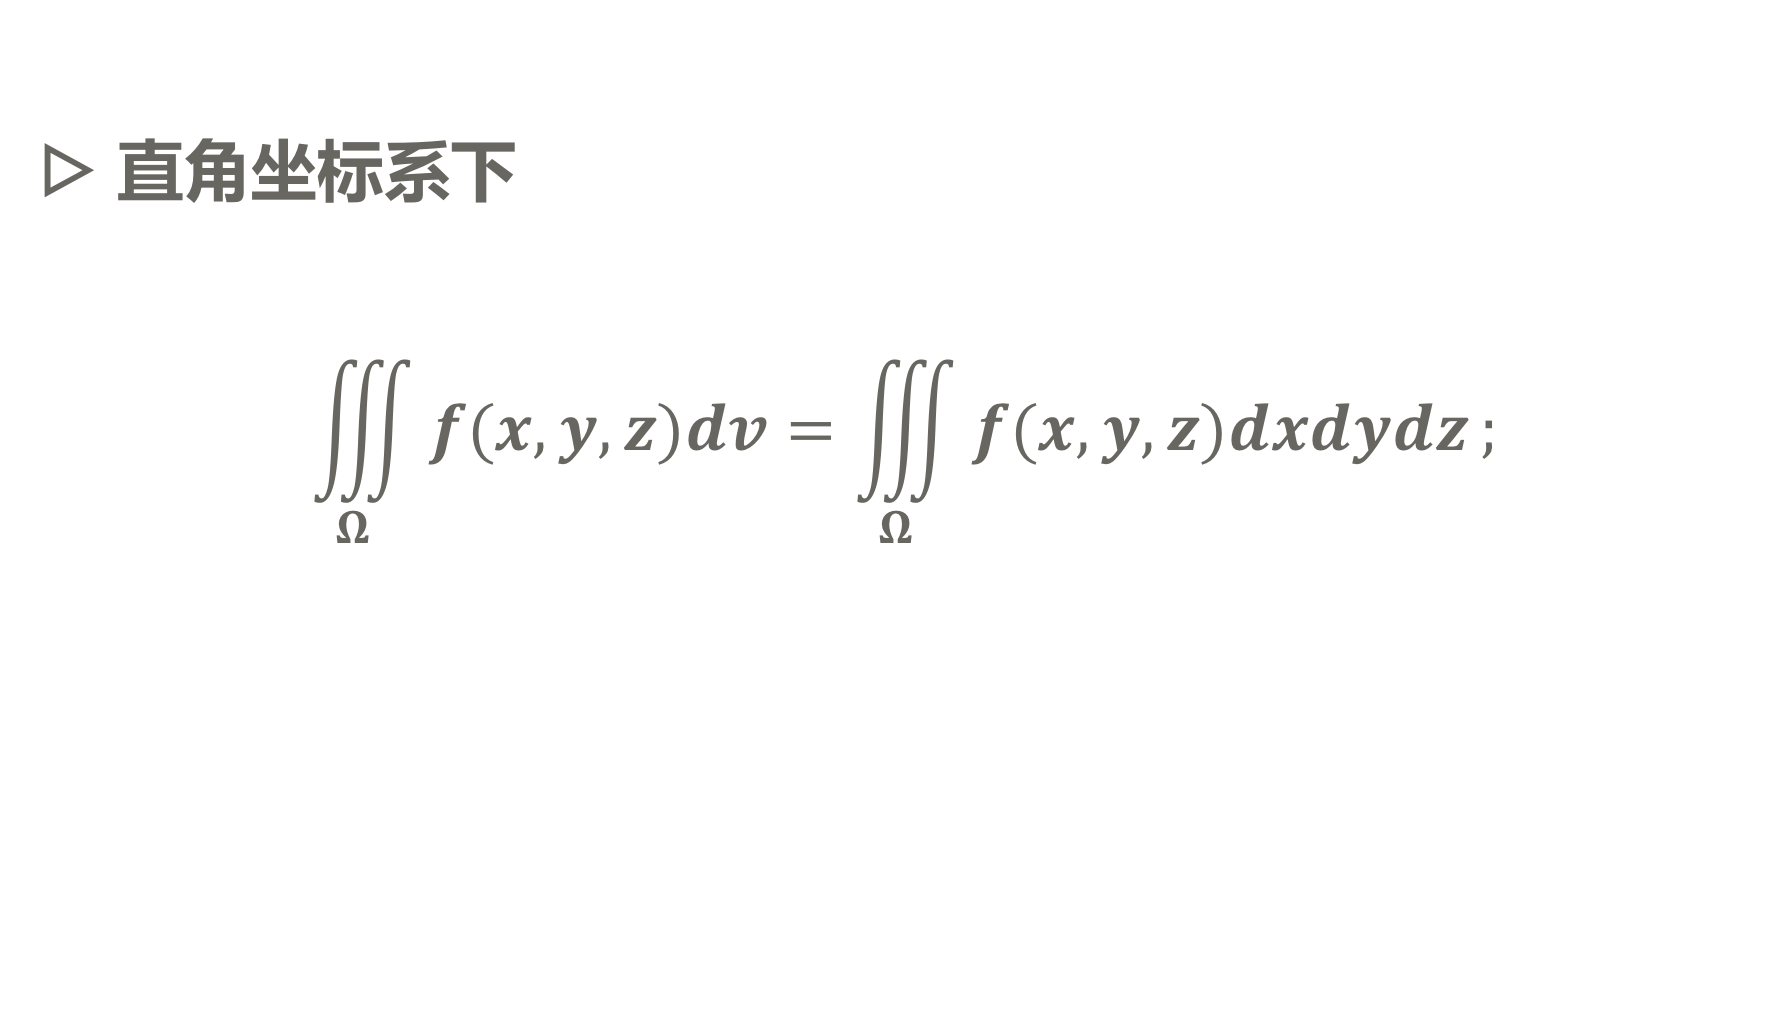 ▷ 直角坐标系下
∭_Ω f(x, y, z)dv = ∭_Ω f(x, y, z)dxdydz ;